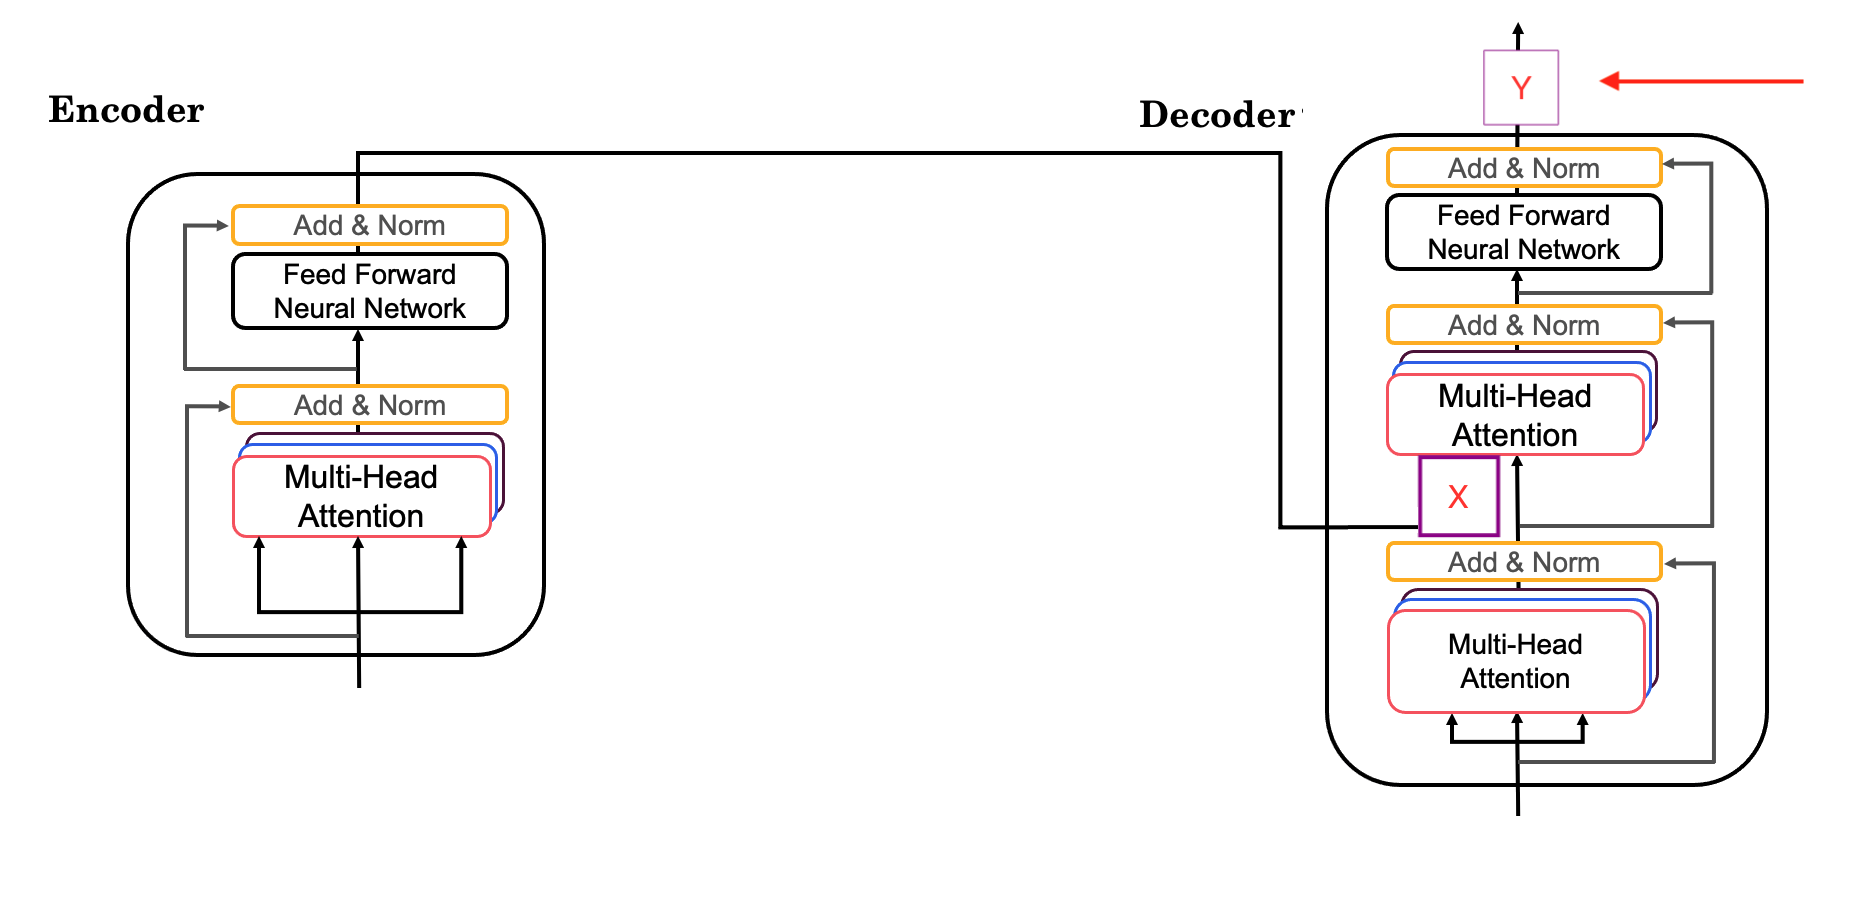 Encoder
Add & Norm
Feed Forward
Neural Network
Add & Norm
Multi-Head
Attention
Decoder
Y
Add & Norm
Feed Forward
Neural Network
Add & Norm
Multi-Head
Attention
X
Add & Norm
Multi-Head
Attention